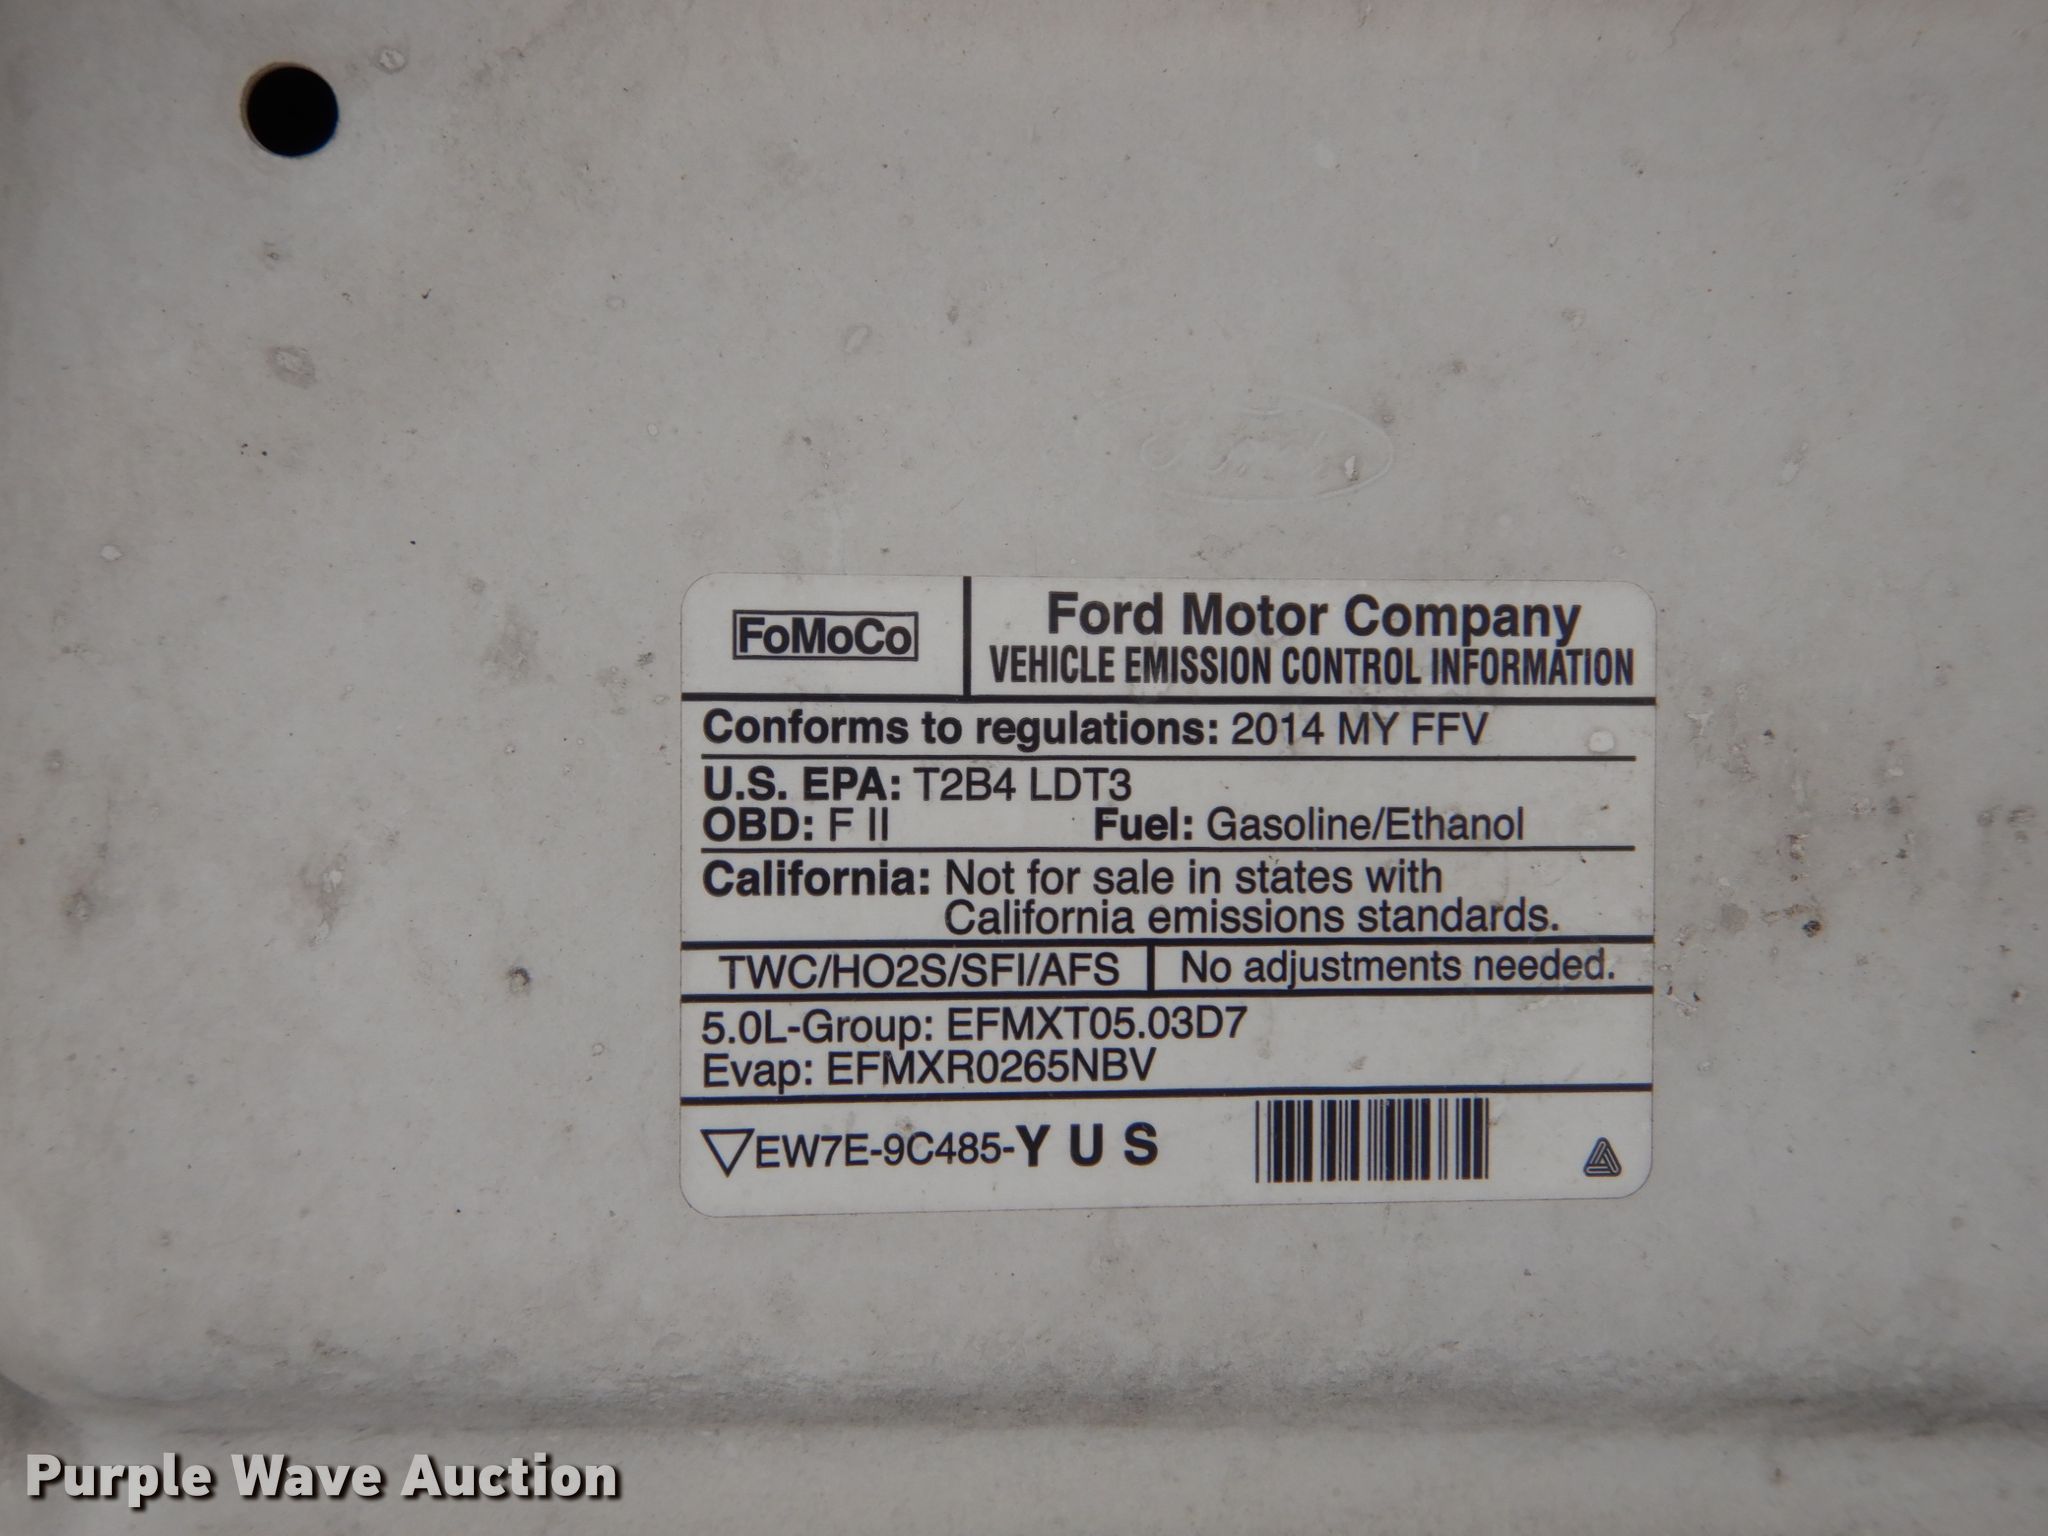 Ford
FoMoCo
Ford Motor Company
VEHICLE EMISSION CONTROL INFORMATION
Conforms to regulations: 2014 MY FFV
U.S. EPA: T2B4 LDT3
OBD: F II Fuel: Gasoline/Ethanol
California: Not for sale in states with
California emissions standards.
TWC/HO2S/SFI/AFS No adjustments needed.
5.0L-Group: EFMXT05.03D7
Evap: EFMXR0265NBV
EW7E-9C485-Y U S
Purple Wave Auction